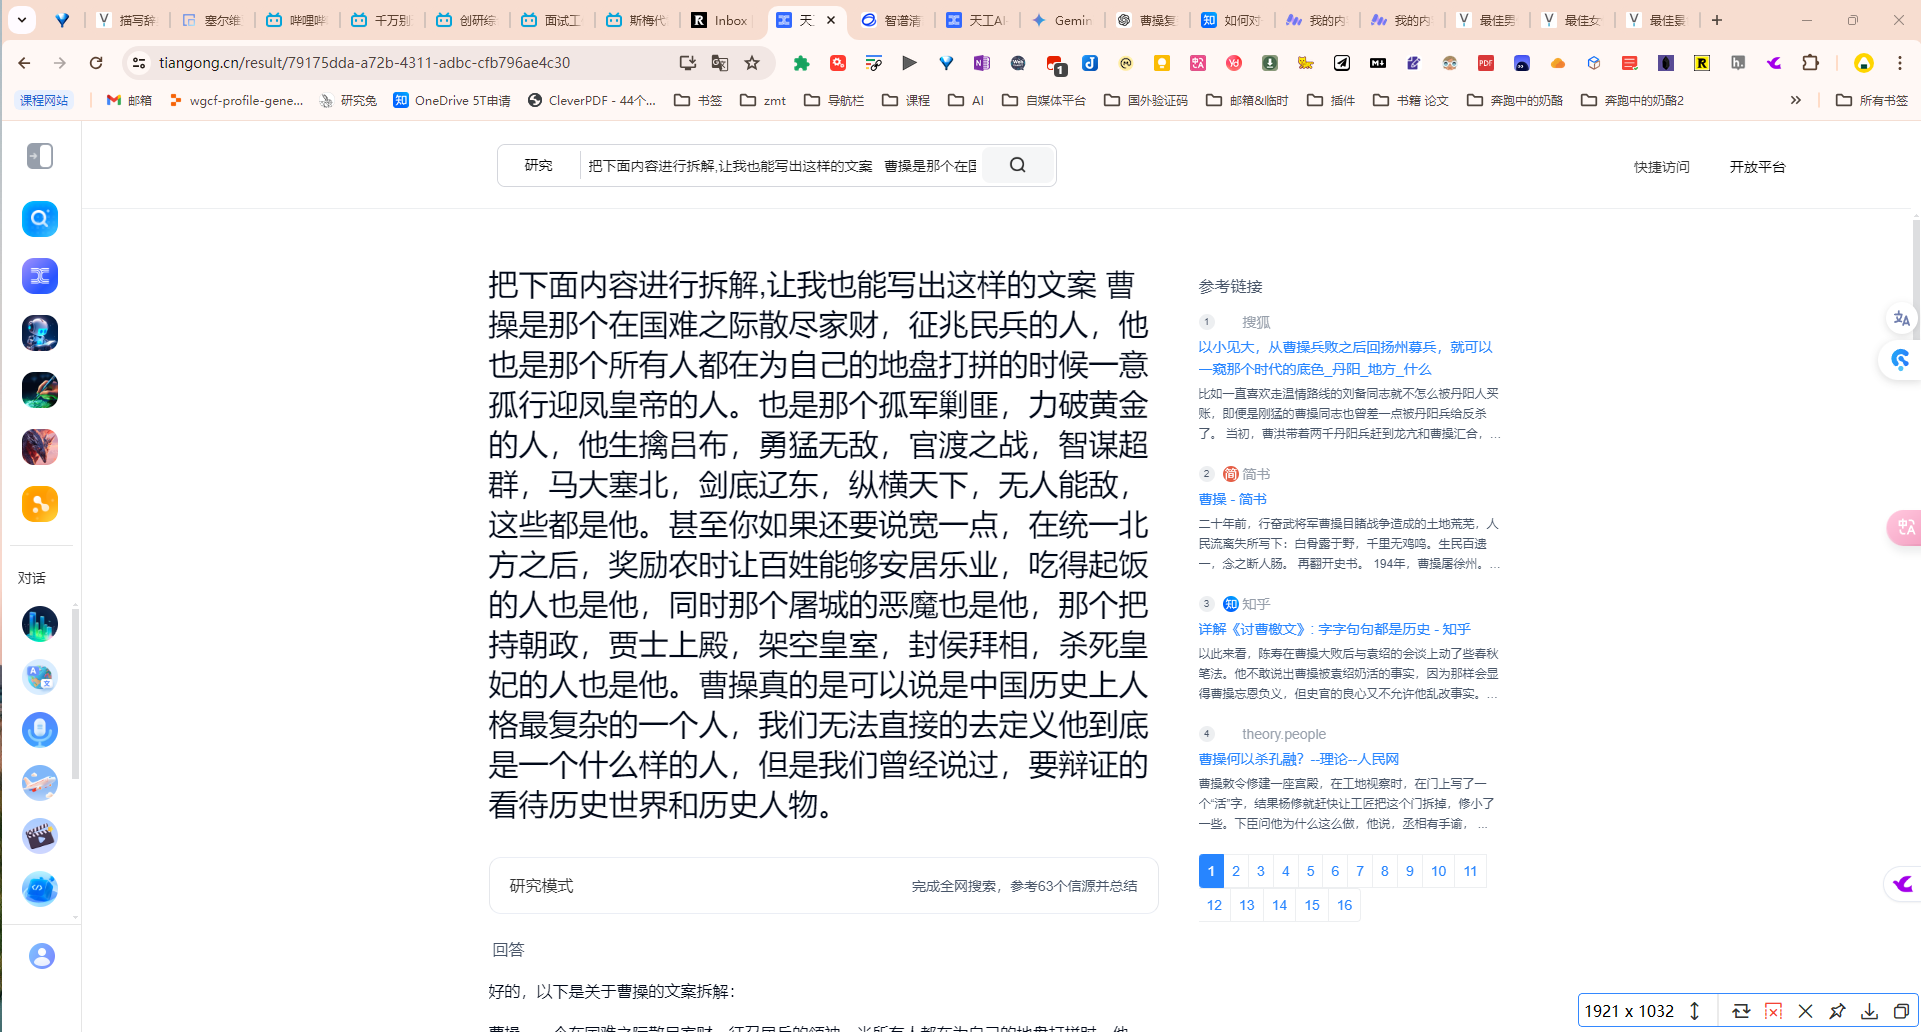 描写辞
塞尔维
哔哩哔
千万别
创研综
面试工
斯梅代
Inbox
天工
智谱清
天工AI
Gemin
曹操复
如何对
我的内
我的内
最佳男
最佳女
最佳景
tiangong.cn/result/79175dda-a72b-4311-adbc-cfb796ae4c30
课程网站
邮箱
wgcf-profile-gene...
研究兔
OneDrive 5T申请
CleverPDF - 44个...
书签
zmt
导航栏
课程
AI
自媒体平台
国外验证码
邮箱&临时
插件
书籍 论文
奔跑中的奶酪
奔跑中的奶酪2
所有书签
研究
把下面内容进行拆解,让我也能写出这样的文案 曹操是那个在国
快捷访问
开放平台
对话
把下面内容进行拆解,让我也能写出这样的文案 曹
操是那个在国难之际散尽家财，征兆民兵的人，他
也是那个所有人都在为自己的地盘打拼的时候一意
孤行迎凤皇帝的人。也是那个孤军剿匪，力破黄金
的人，他生擒吕布，勇猛无敌，官渡之战，智谋超
群，马大塞北，剑底辽东，纵横天下，无人能敌，
这些都是他。甚至你如果还要说宽一点，在统一北
方之后，奖励农时让百姓能够安居乐业，吃得起饭
的人也是他，同时那个屠城的恶魔也是他，那个把
持朝政，贾士上殿，架空皇室，封侯拜相，杀死皇
妃的人也是他。曹操真的是可以说是中国历史上人
格最复杂的一个人，我们无法直接的去定义他到底
是一个什么样的人，但是我们曾经说过，要辩证的
看待历史世界和历史人物。
研究模式
完成全网搜索，参考63个信源并总结
回答
好的，以下是关于曹操的文案拆解：
曹操，一个在国难之际散尽家财、征召民兵的领袖。当所有人都在为自己的地盘打拼时，他
参考链接
1 搜狐
以小见大，从曹操兵败之后回扬州募兵，就可以
一窥那个时代的底色_丹阳_地方_什么
比如一直喜欢走温情路线的刘备同志就不怎么被丹阳人买
账，即便是刚猛的曹操同志也曾差一点被丹阳兵给反杀
了。 当初，曹洪带着两千丹阳兵赶到龙亢和曹操汇合，...
2 简 简书
曹操 - 简书
二十年前，行奋武将军曹操目睹战争造成的土地荒芜，人
民流离失所写下：白骨露于野，千里无鸡鸣。生民百遗
一，念之断人肠。 再翻开史书。 194年，曹操屠徐州。...
3 知 知乎
详解《讨曹檄文》：字字句句都是历史 - 知乎
以此来看，陈寿在曹操大败后与袁绍的会谈上动了些春秋
笔法。他不敢说出曹操被袁绍奶活的事实，因为那样会显
得曹操忘恩负义，但史官的良心又不允许他乱改事实。...
4 theory.people
曹操何以杀孔融？--理论--人民网
曹操敕令修建一座宫殿，在工地视察时，在门上写了一
个“活”字，结果杨修就赶快让工匠把这个门拆掉，修小了
一些。下臣问他为什么这么做，他说，丞相有手谕， ...
1 2 3 4 5 6 7 8 9 10 11
12 13 14 15 16
1921 x 1032